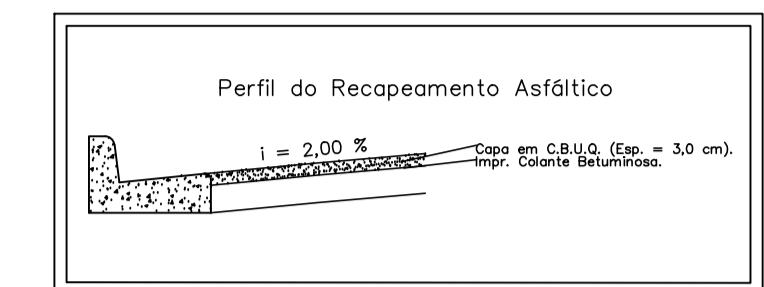 Perfil do Recapeamento Asfáltico
i = 2,00 %
Capa em C.B.U.Q. (Esp. = 3,0 cm).
Impr. Colante Betuminosa.